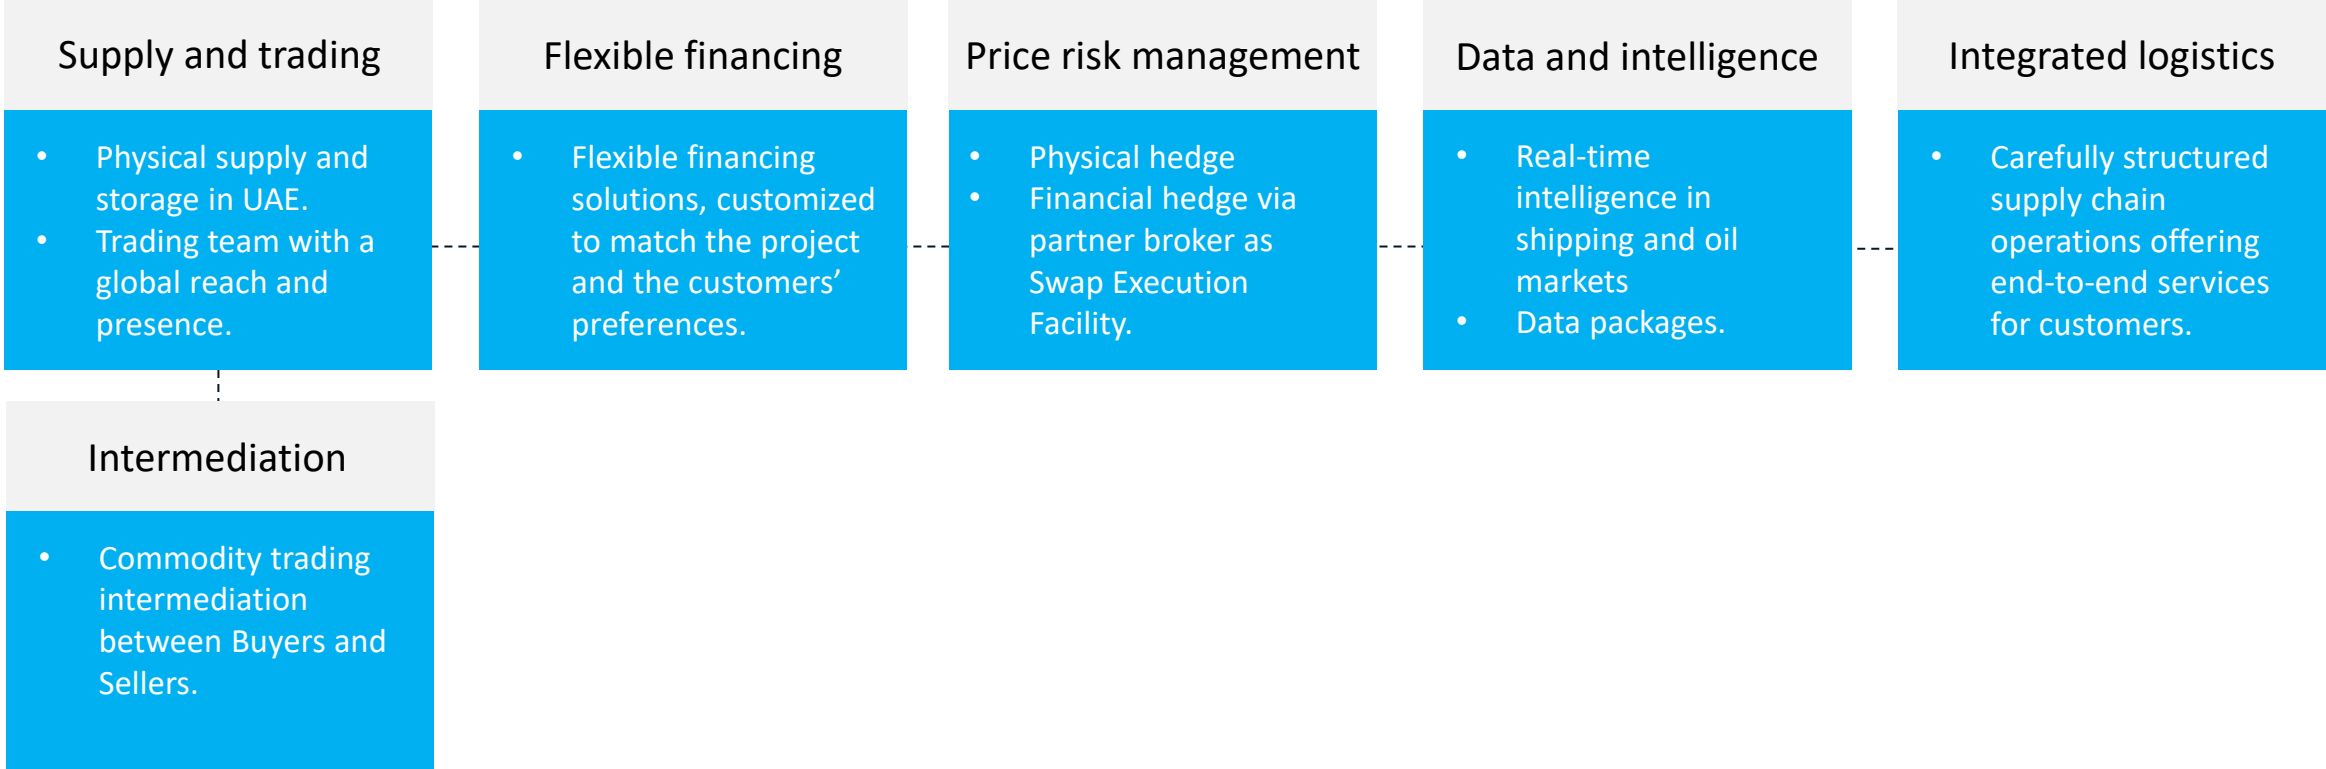 Supply and trading
• Physical supply and
storage in UAE.
• Trading team with a
global reach and
presence.
Flexible financing
• Flexible financing
solutions, customized
to match the project
and the customers’
preferences.
Price risk management
• Physical hedge
• Financial hedge via
partner broker as
Swap Execution
Facility.
Data and intelligence
• Real-time
intelligence in
shipping and oil
markets
• Data packages.
Integrated logistics
• Carefully structured
supply chain
operations offering
end-to-end services
for customers.
Intermediation
• Commodity trading
intermediation
between Buyers and
Sellers.